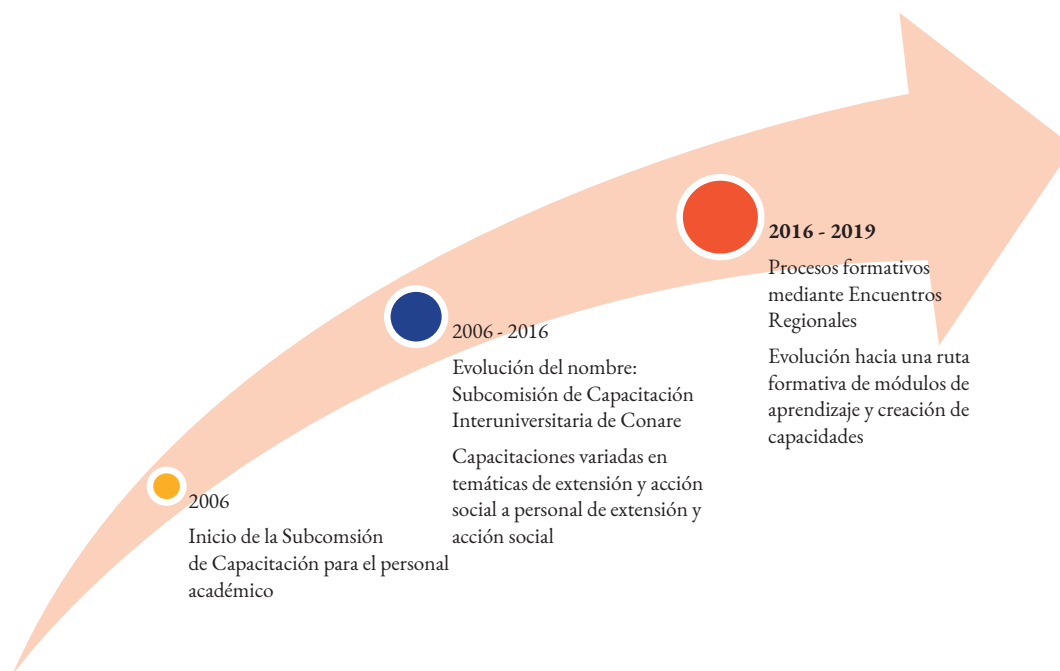 2006
Inicio de la Subcomsión
de Capacitación para el personal
académico
2006 - 2016
Evolución del nombre:
Subcomisión de Capacitación
Interuniversitaria de Conare
Capacitaciones variadas en
temáticas de extensión y acción
social a personal de extensión y
acción social
2016 - 2019
Procesos formativos
mediante Encuentros
Regionales
Evolución hacia una ruta
formativa de módulos de
aprendizaje y creación de
capacidades